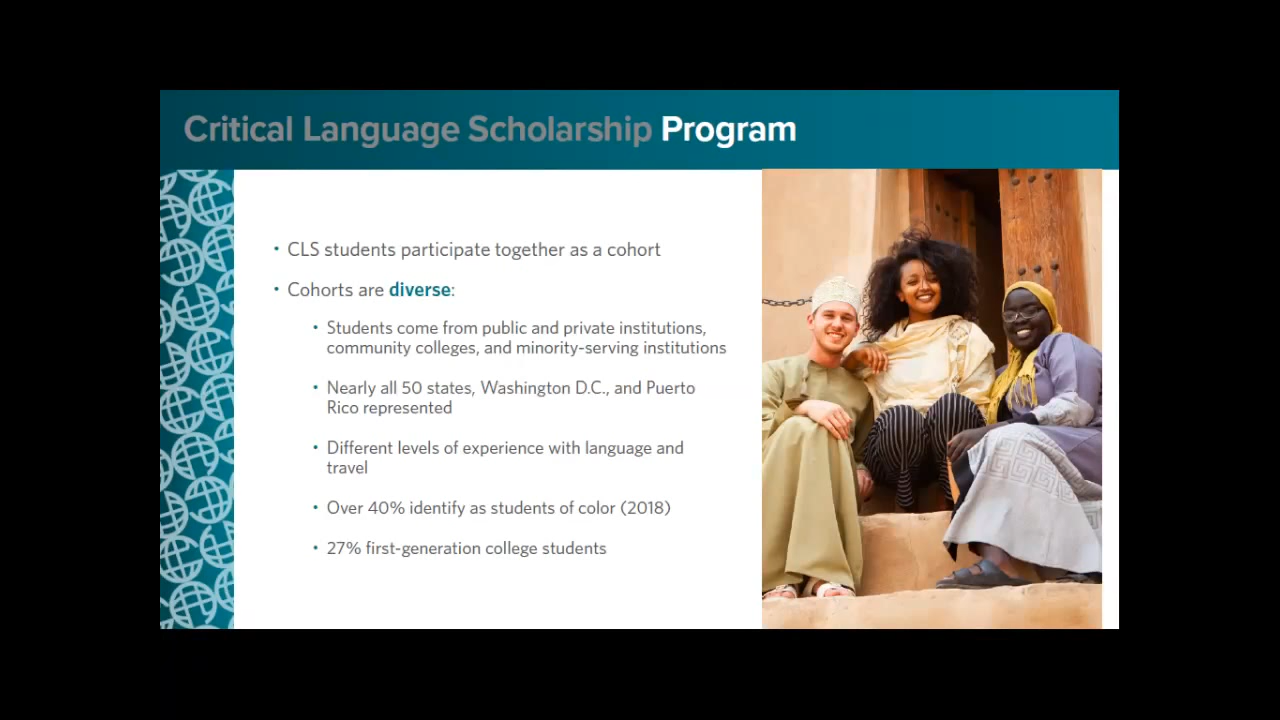 Critical Language Scholarship Program
• CLS students participate together as a cohort
• Cohorts are diverse:
• Students come from public and private institutions,
community colleges, and minority-serving institutions
• Nearly all 50 states, Washington D.C., and Puerto
Rico represented
• Different levels of experience with language and
travel
• Over 40% identify as students of color (2018)
• 27% first-generation college students